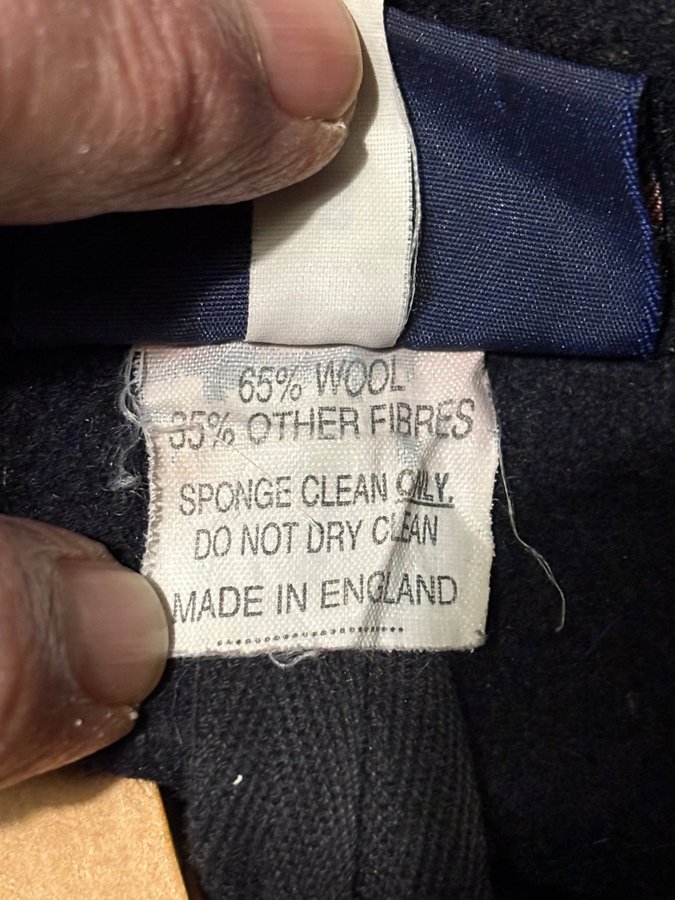 65% WOOL
35% OTHER FIBRES
SPONGE CLEAN ONLY.
DO NOT DRY CLEAN
MADE IN ENGLAND